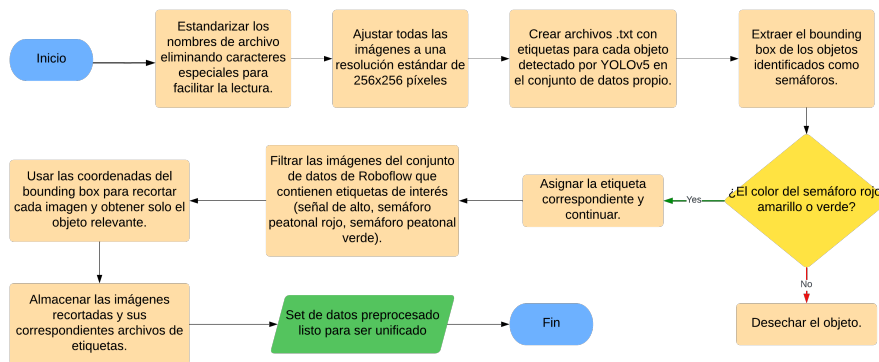 Inicio
Estandarizar los
nombres de archivo
eliminando caracteres
especiales para
facilitar la lectura.
Ajustar todas las
imágenes a una
resolución estándar de
256x256 píxeles
Crear archivos .txt con
etiquetas para cada objeto
detectado por YOLOv5 en
el conjunto de datos propio.
Extraer el bounding
box de los objetos
identificados como
semáforos.
¿El color del semáforo rojo
amarillo o verde?
Yes
No
Desechar el objeto.
Asignar la etiqueta
correspondiente y
continuar.
Filtrar las imágenes del conjunto
de datos de Roboflow que
contienen etiquetas de interés
(señal de alto, semáforo
peatonal rojo, semáforo peatonal
verde).
Usar las coordenadas del
bounding box para recortar
cada imagen y obtener solo el
objeto relevante.
Almacenar las imágenes
recortadas y sus
correspondientes archivos de
etiquetas.
Set de datos preprocesado
listo para ser unificado
Fin